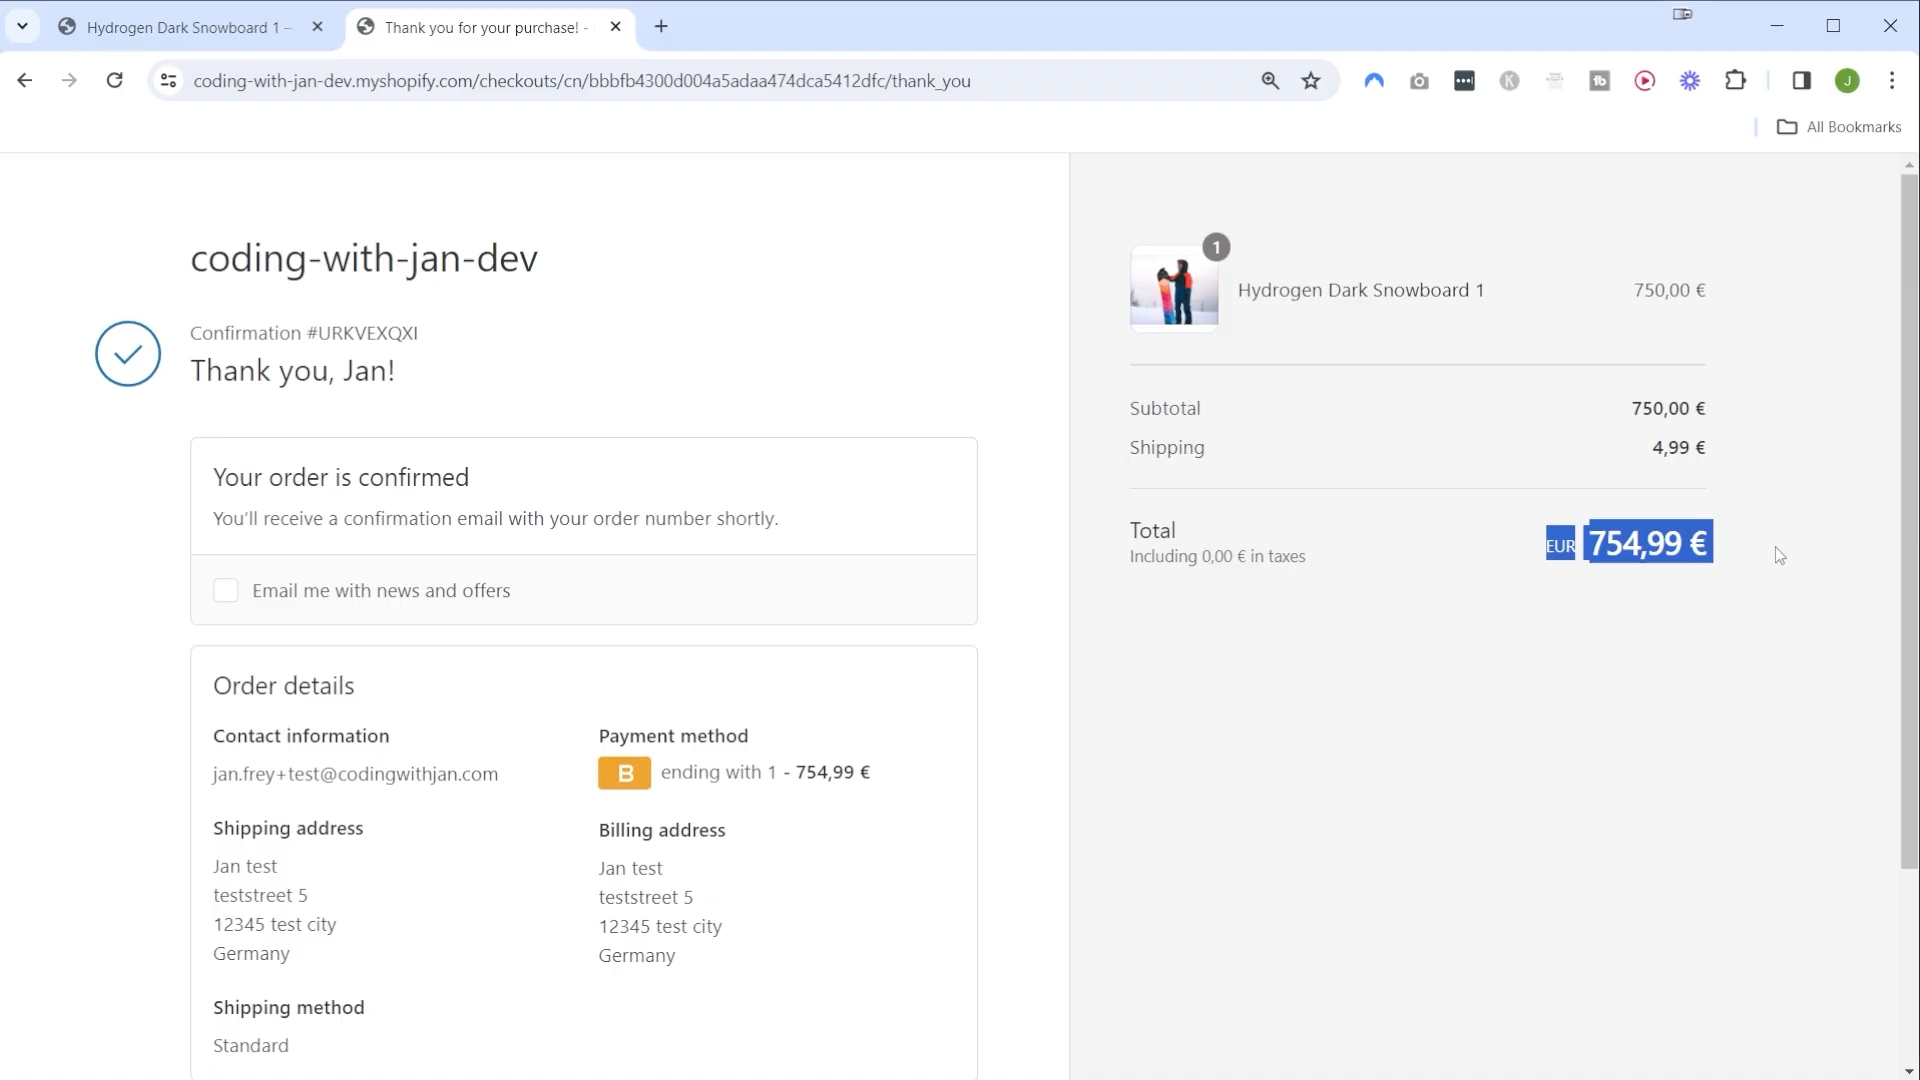 Hydrogen Dark Snowboard 1 –
Thank you for your purchase! -
coding-with-jan-dev.myshopify.com/checkouts/cn/bbbfb4300d004a5adaa474dca5412dfc/thank_you
K
tb
J
All Bookmarks
coding-with-jan-dev
Confirmation #URKVEXQXI
Thank you, Jan!
Your order is confirmed
You'll receive a confirmation email with your order number shortly.
Email me with news and offers
Order details
Contact information
jan.frey+test@codingwithjan.com
Payment method
B ending with 1 - 754,99 €
Shipping address
Jan test
teststreet 5
12345 test city
Germany
Billing address
Jan test
teststreet 5
12345 test city
Germany
Shipping method
Standard
1
Hydrogen Dark Snowboard 1 750,00 €
Subtotal 750,00 €
Shipping 4,99 €
Total EUR 754,99 €
Including 0,00 € in taxes